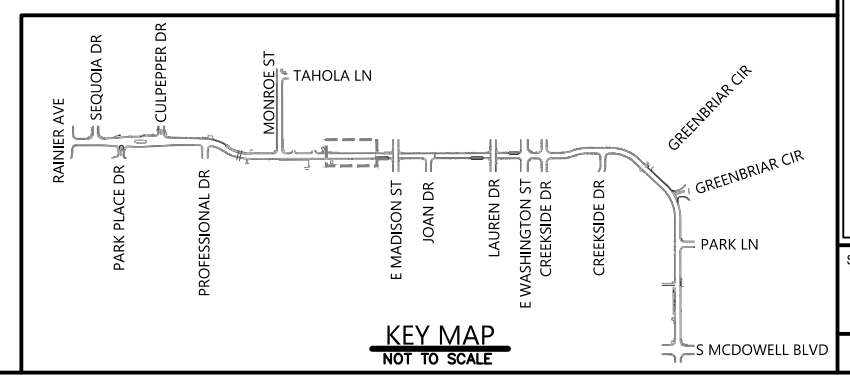 RAINIER AVE
SEQUOIA DR
PARK PLACE DR
CULPEPPER DR
PROFESSIONAL DR
MONROE ST
TAHOLA LN
E MADISON ST
JOAN DR
LAUREN DR
E WASHINGTON ST
CREEKSIDE DR
CREEKSIDE DR
GREENBRIAR CIR
GREENBRIAR CIR
PARK LN
S MCDOWELL BLVD
KEY MAP
NOT TO SCALE